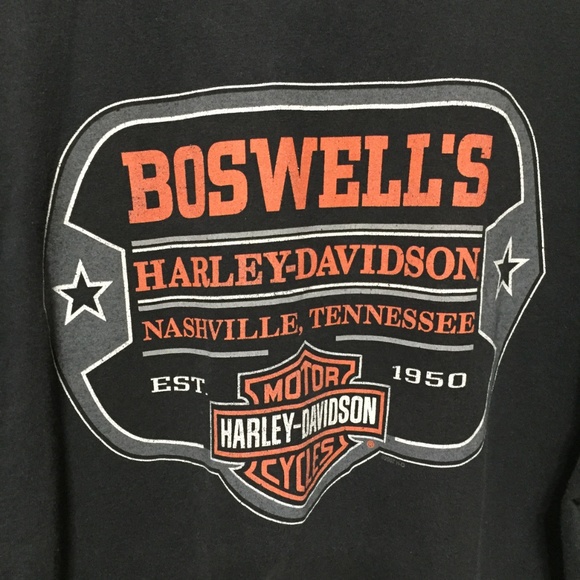 BOSWELL'S
HARLEY-DAVIDSON
NASHVILLE, TENNESSEE
EST. 1950
MOTOR
HARLEY-DAVIDSON
CYCLES
®